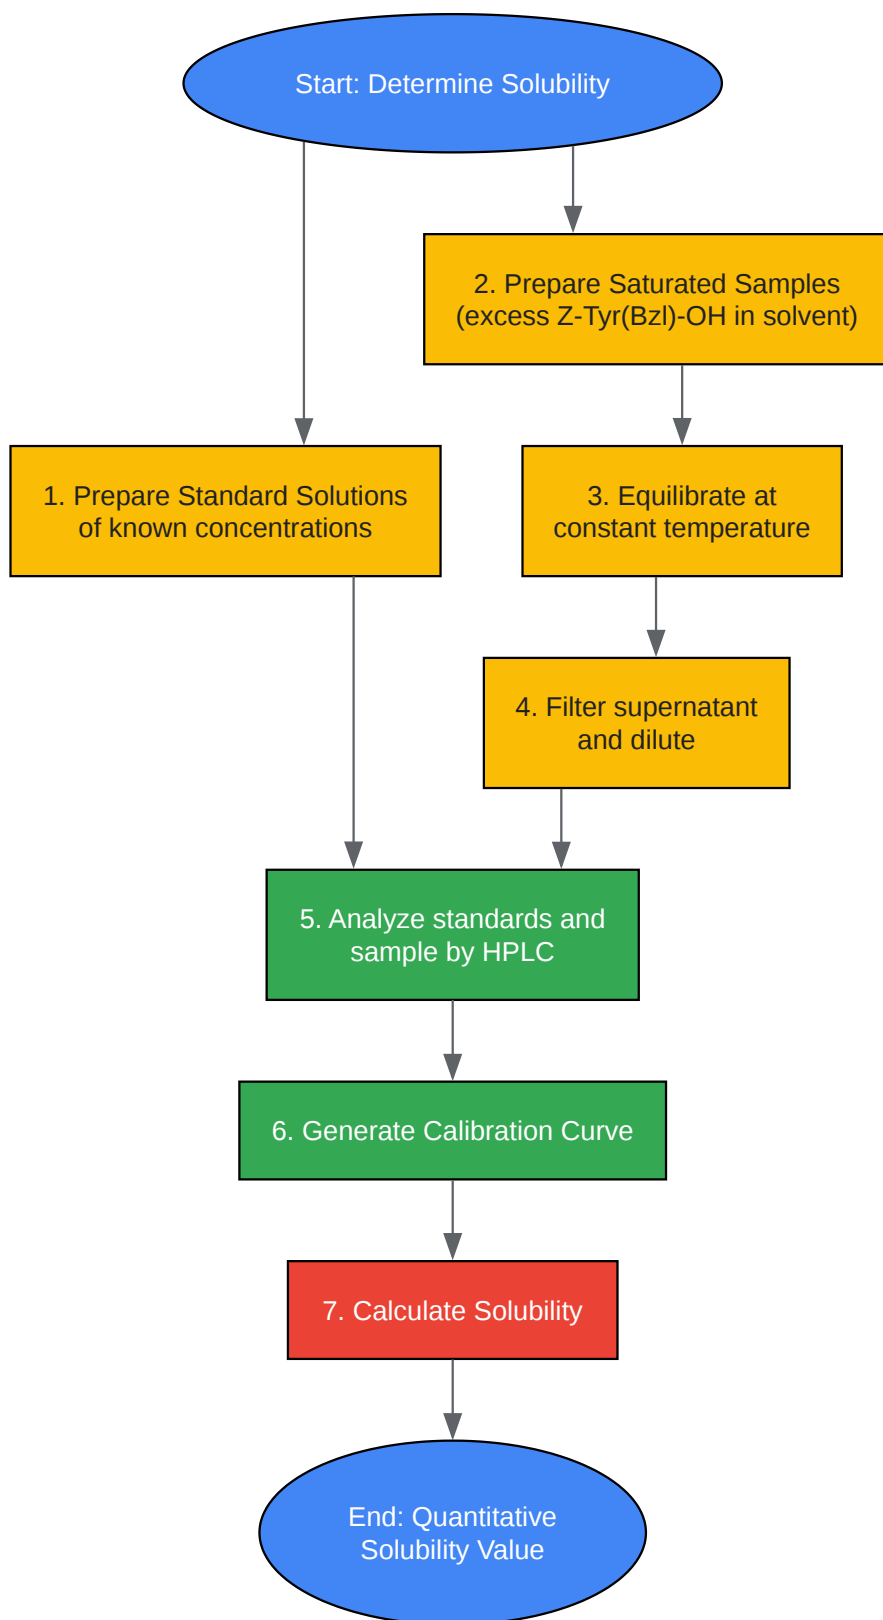 Start: Determine Solubility
2. Prepare Saturated Samples
(excess Z-Tyr(Bzl)-OH in solvent)
1. Prepare Standard Solutions
of known concentrations
3. Equilibrate at
constant temperature
4. Filter supernatant
and dilute
5. Analyze standards and
sample by HPLC
6. Generate Calibration Curve
7. Calculate Solubility
End: Quantitative
Solubility Value